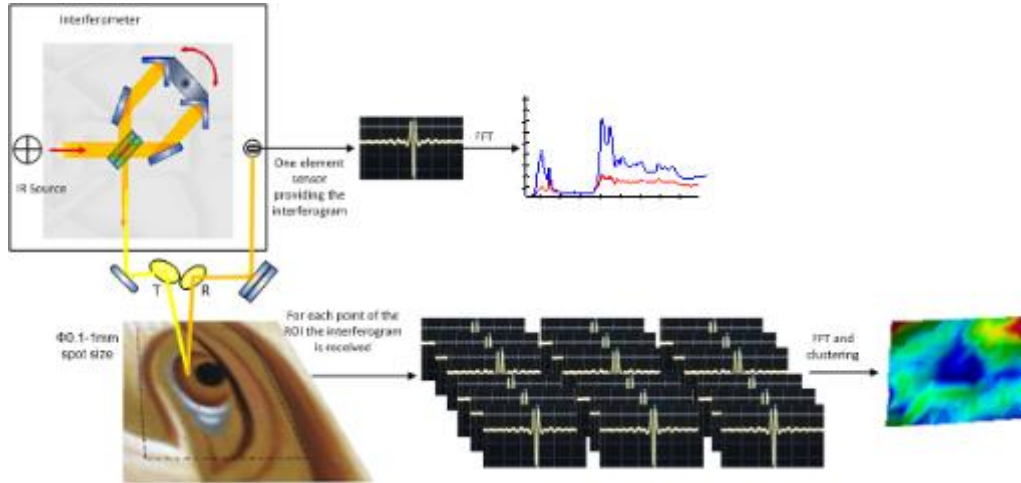 Interferometer
IR Source
One element
sensor
providing the
interferogram
FFT
T
R
Φ0.1-1mm
spot size
For each point of the
ROI the interferogram
is received
FFT and
clustering